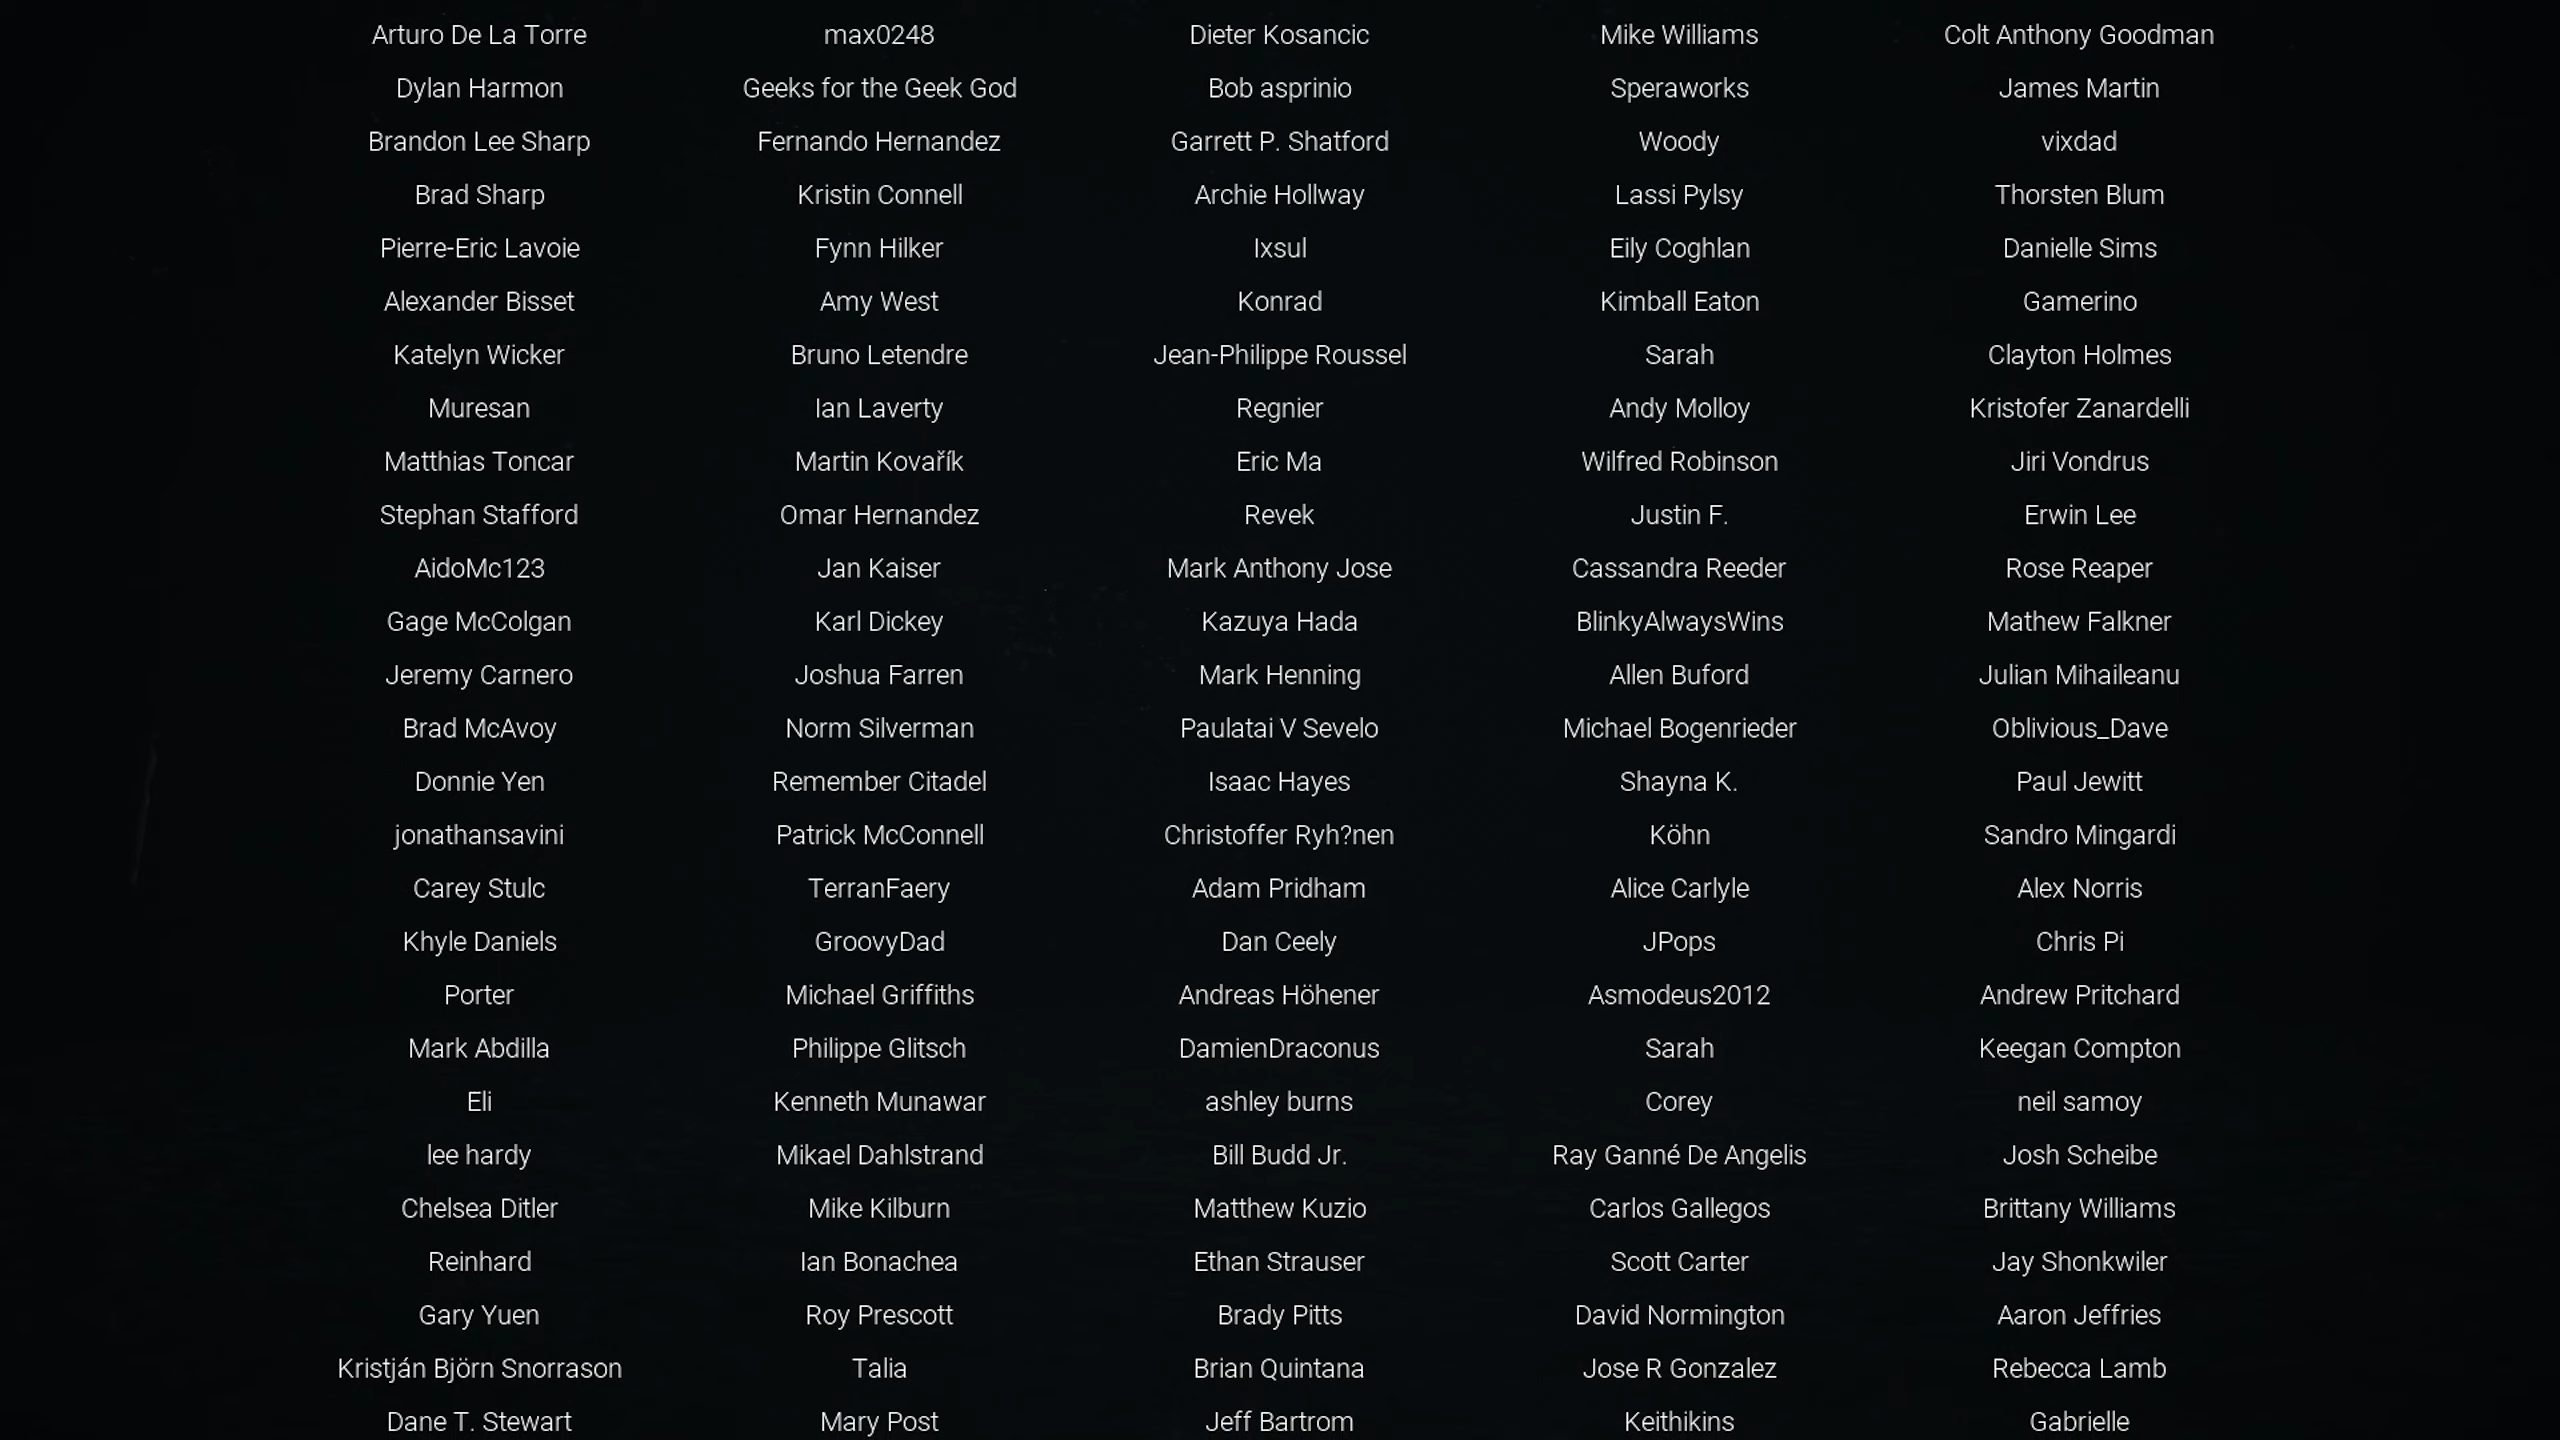 Arturo De La Torre max0248 Dieter Kosancic Mike Williams Colt Anthony Goodman
Dylan Harmon Geeks for the Geek God Bob asprinio Speraworks James Martin
Brandon Lee Sharp Fernando Hernandez Garrett P. Shatford Woody vixdad
Brad Sharp Kristin Connell Archie Hollway Lassi Pylsy Thorsten Blum
Pierre-Eric Lavoie Fynn Hilker Ixsul Eily Coghlan Danielle Sims
Alexander Bisset Amy West Konrad Kimball Eaton Gamerino
Katelyn Wicker Bruno Letendre Jean-Philippe Roussel Sarah Clayton Holmes
Muresan Ian Laverty Regnier Andy Molloy Kristofer Zanardelli
Matthias Toncar Martin Kovařík Eric Ma Wilfred Robinson Jiri Vondrus
Stephan Stafford Omar Hernandez Revek Justin F. Erwin Lee
AidoMc123 Jan Kaiser Mark Anthony Jose Cassandra Reeder Rose Reaper
Gage McColgan Karl Dickey Kazuya Hada BlinkyAlwaysWins Mathew Falkner
Jeremy Carnero Joshua Farren Mark Henning Allen Buford Julian Mihaileanu
Brad McAvoy Norm Silverman Paulatai V Sevelo Michael Bogenrieder Oblivious_Dave
Donnie Yen Remember Citadel Isaac Hayes Shayna K. Paul Jewitt
jonathansavini Patrick McConnell Christoffer Ryh?nen Köhn Sandro Mingardi
Carey Stulc TerranFaery Adam Pridham Alice Carlyle Alex Norris
Khyle Daniels GroovyDad Dan Ceely JPops Chris Pi
Porter Michael Griffiths Andreas Höhener Asmodeus2012 Andrew Pritchard
Mark Abdilla Philippe Glitsch DamienDraconus Sarah Keegan Compton
Eli Kenneth Munawar ashley burns Corey neil samoy
lee hardy Mikael Dahlstrand Bill Budd Jr. Ray Ganné De Angelis Josh Scheibe
Chelsea Ditler Mike Kilburn Matthew Kuzio Carlos Gallegos Brittany Williams
Reinhard Ian Bonachea Ethan Strauser Scott Carter Jay Shonkwiler
Gary Yuen Roy Prescott Brady Pitts David Normington Aaron Jeffries
Kristján Björn Snorrason Talia Brian Quintana Jose R Gonzalez Rebecca Lamb
Dane T. Stewart Mary Post Jeff Bartrom Keithikins Gabrielle